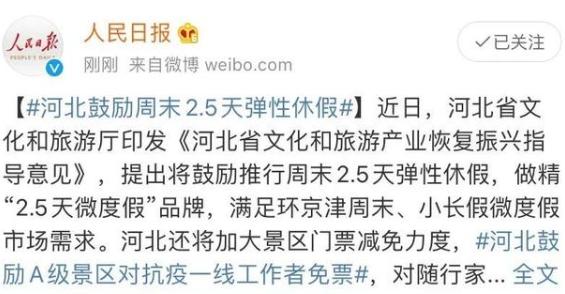 人民日报
人民日报
PEOPLE'S DAILY
刚刚 来自微博 weibo.com
已关注
【#河北鼓励周末2.5天弹性休假#】近日，河北省文
化和旅游厅印发《河北省文化和旅游产业恢复振兴指
导意见》，提出将鼓励推行周末2.5天弹性休假，做精
“2.5天微度假”品牌，满足环京津周末、小长假微度假
市场需求。河北还将加大景区门票减免力度，#河北鼓
励A级景区对抗疫一线工作者免票#，对随行家... 全文